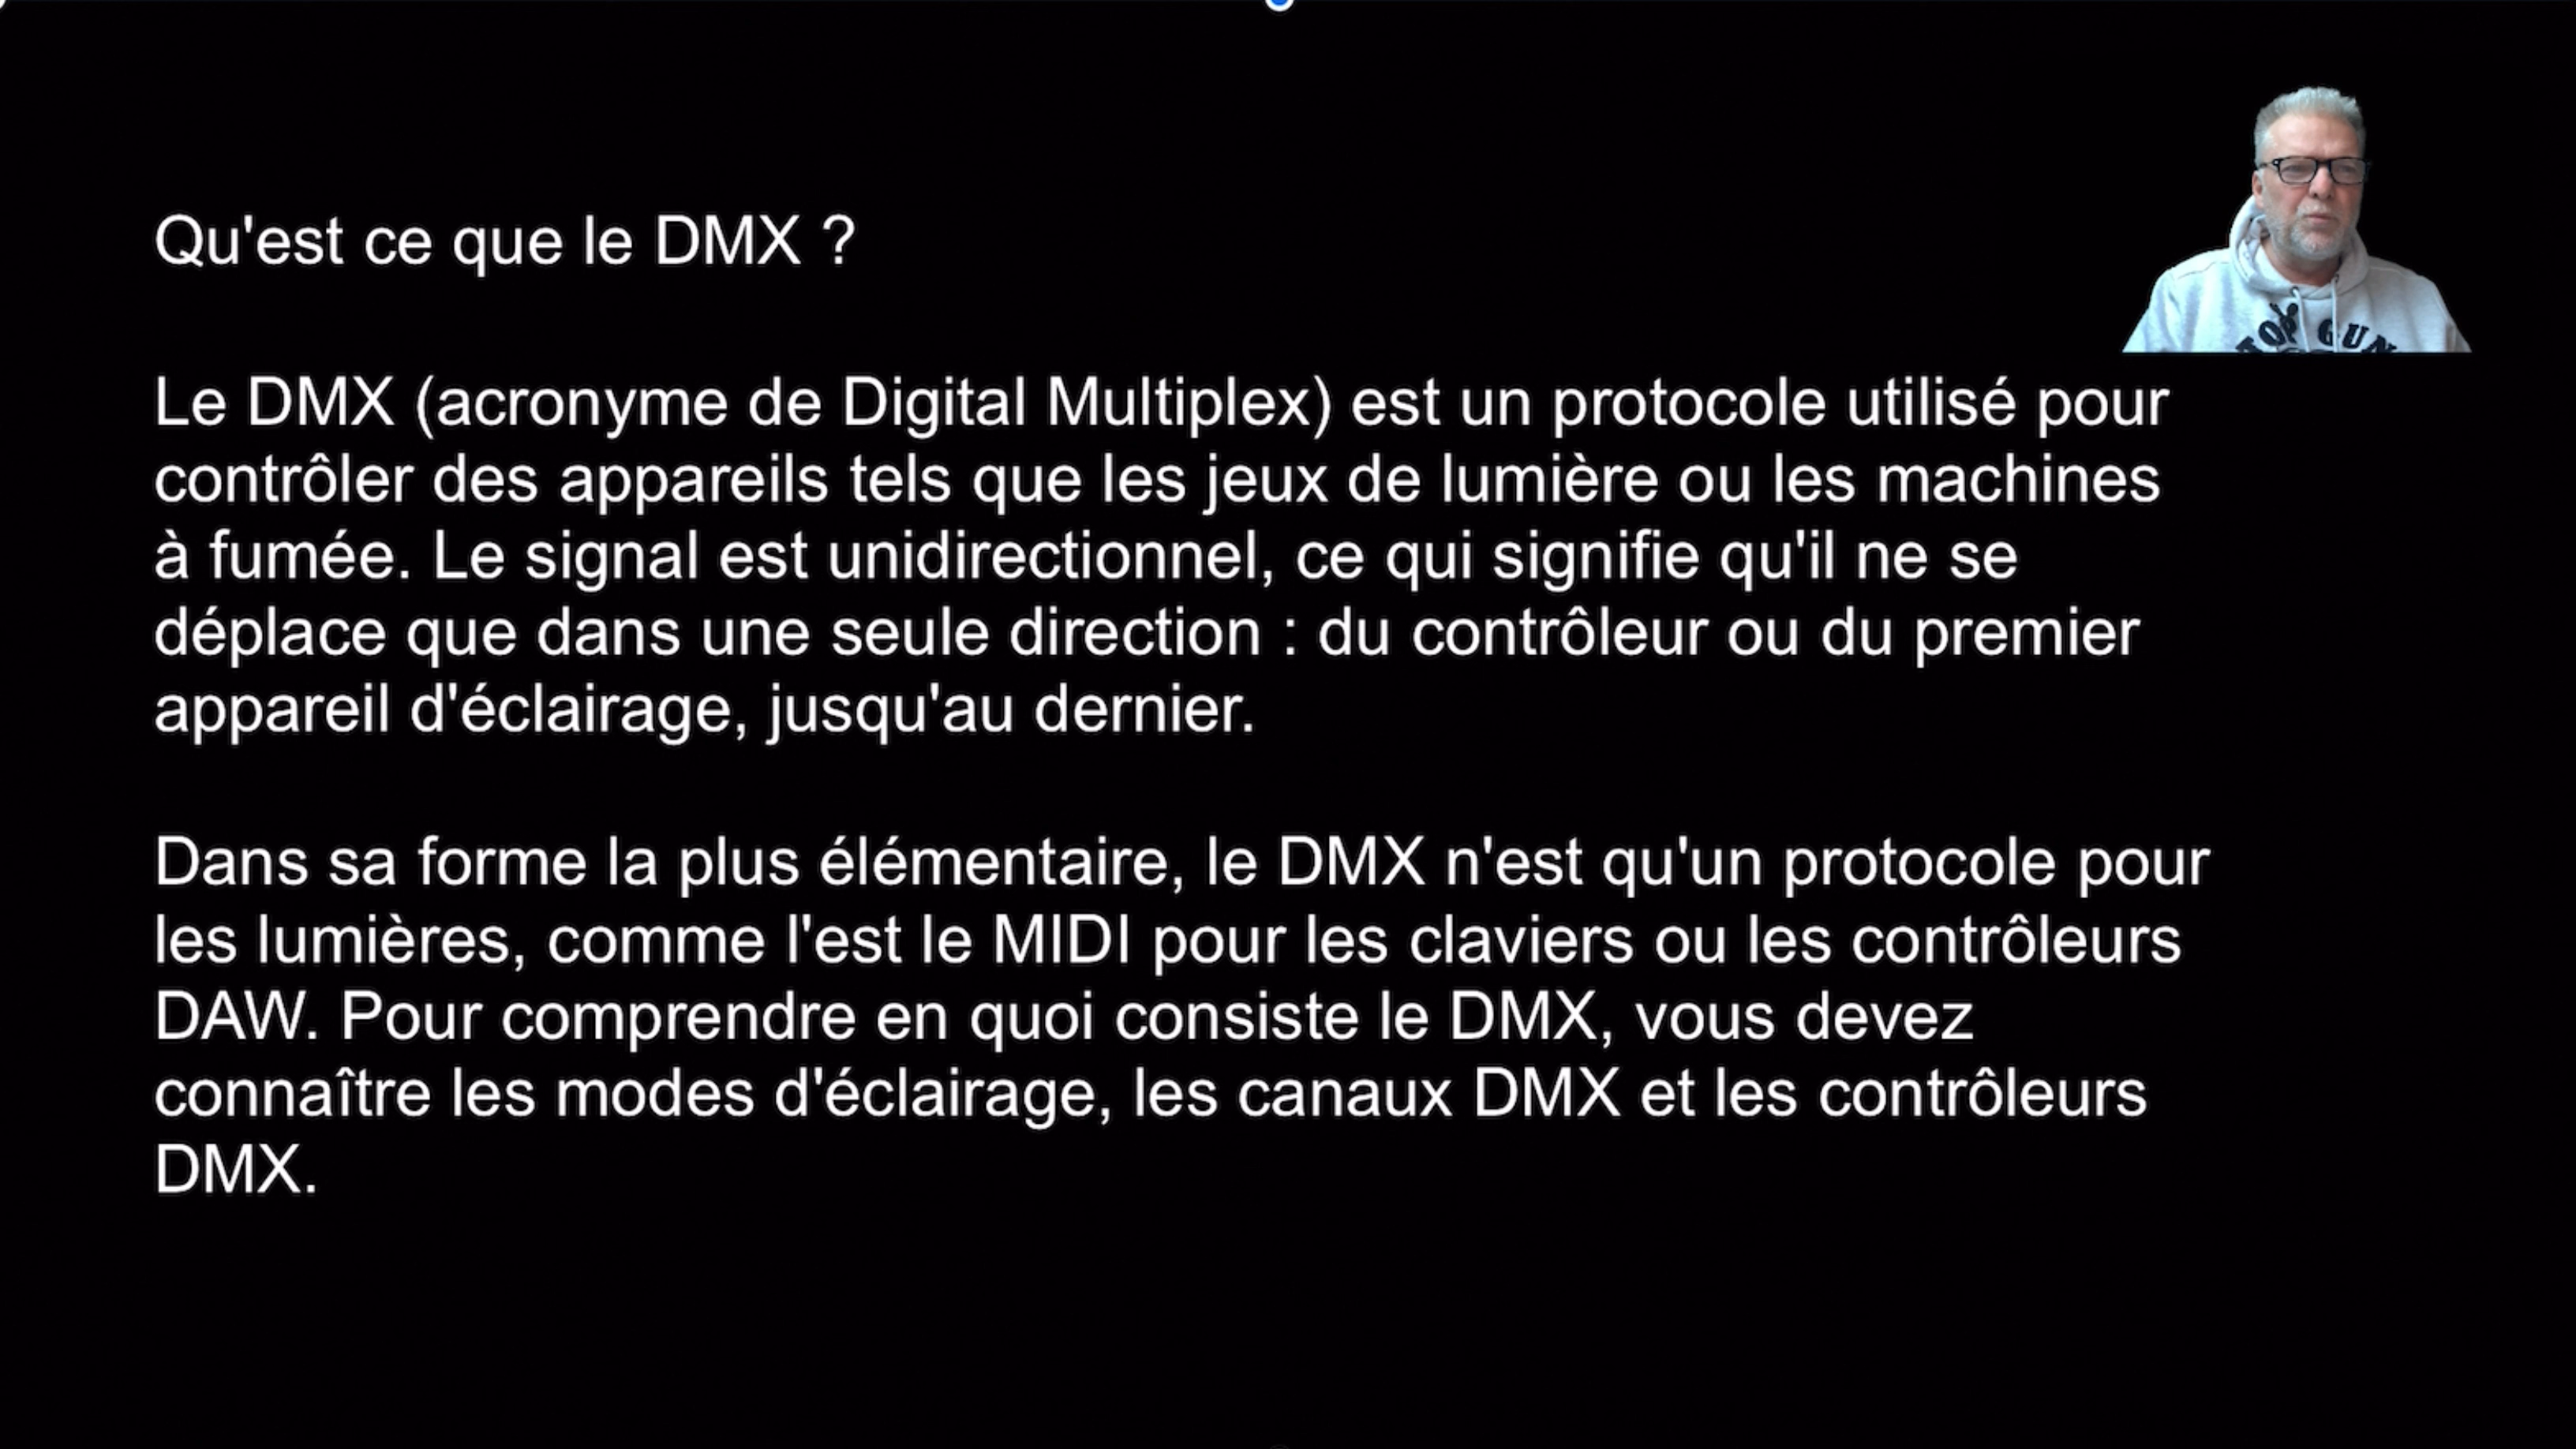 Qu'est ce que le DMX ?
TOP GUN
Le DMX (acronyme de Digital Multiplex) est un protocole utilisé pour
contrôler des appareils tels que les jeux de lumière ou les machines
à fumée. Le signal est unidirectionnel, ce qui signifie qu'il ne se
déplace que dans une seule direction : du contrôleur ou du premier
appareil d'éclairage, jusqu'au dernier.
Dans sa forme la plus élémentaire, le DMX n'est qu'un protocole pour
les lumières, comme l'est le MIDI pour les claviers ou les contrôleurs
DAW. Pour comprendre en quoi consiste le DMX, vous devez
connaître les modes d'éclairage, les canaux DMX et les contrôleurs
DMX.